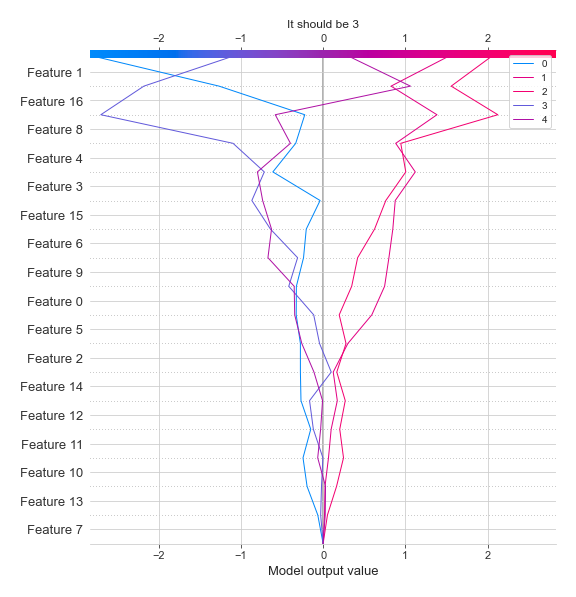 It should be 3
−2 −1 0 1 2
0
1
2
3
4
Feature 1
Feature 16
Feature 8
Feature 4
Feature 3
Feature 15
Feature 6
Feature 9
Feature 0
Feature 5
Feature 2
Feature 14
Feature 12
Feature 11
Feature 10
Feature 13
Feature 7
−2 −1 0 1 2
Model output value